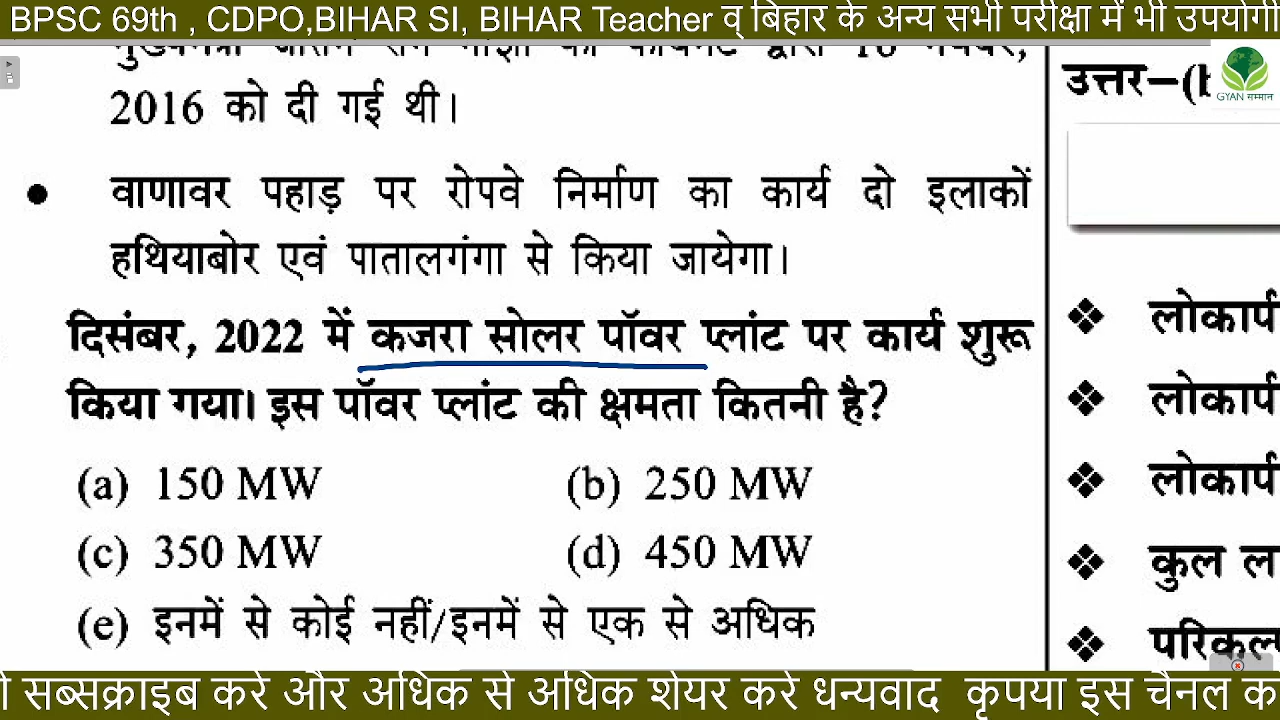 BPSC 69th , CDPO,BIHAR SI, BIHAR Teacher व् बिहार के अन्य सभी परीक्षा में भी उपयोगी
2016 को दी गई थी।
• वाणावर पहाड़ पर रोपवे निर्माण का कार्य दो इलाकों
हथियाबोर एवं पातालगंगा से किया जायेगा।
दिसंबर, 2022 में कजरा सोलर पॉवर प्लांट पर कार्य शुरू
किया गया। इस पॉवर प्लांट की क्षमता कितनी है?
(a) 150 MW (b) 250 MW
(c) 350 MW (d) 450 MW
(e) इनमें से कोई नहीं/इनमें से एक से अधिक
उत्तर–(b
GYAN सम्मान
❖ लोकार्प
❖ लोकार्प
❖ लोकार्प
❖ कुल ल
❖ परिकल्प
सब्सक्राइब करे और अधिक से अधिक शेयर करे धन्यवाद कृपया इस चैनल क